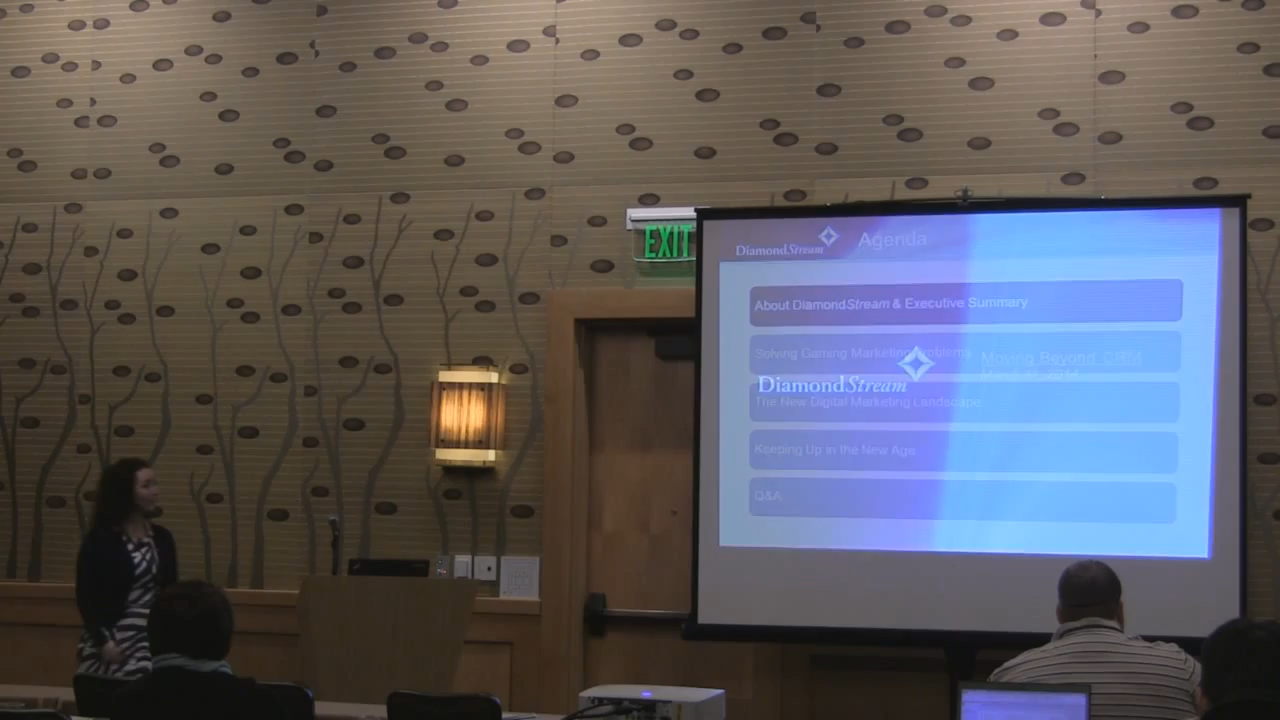 EXIT
DiamondStream
Agenda
About DiamondStream & Executive Summary
Solving Gaming Marketing Problems
Moving Beyond CRM
DiamondStream
The New Digital Marketing Landscape
Keeping Up in the New Age
Q&A